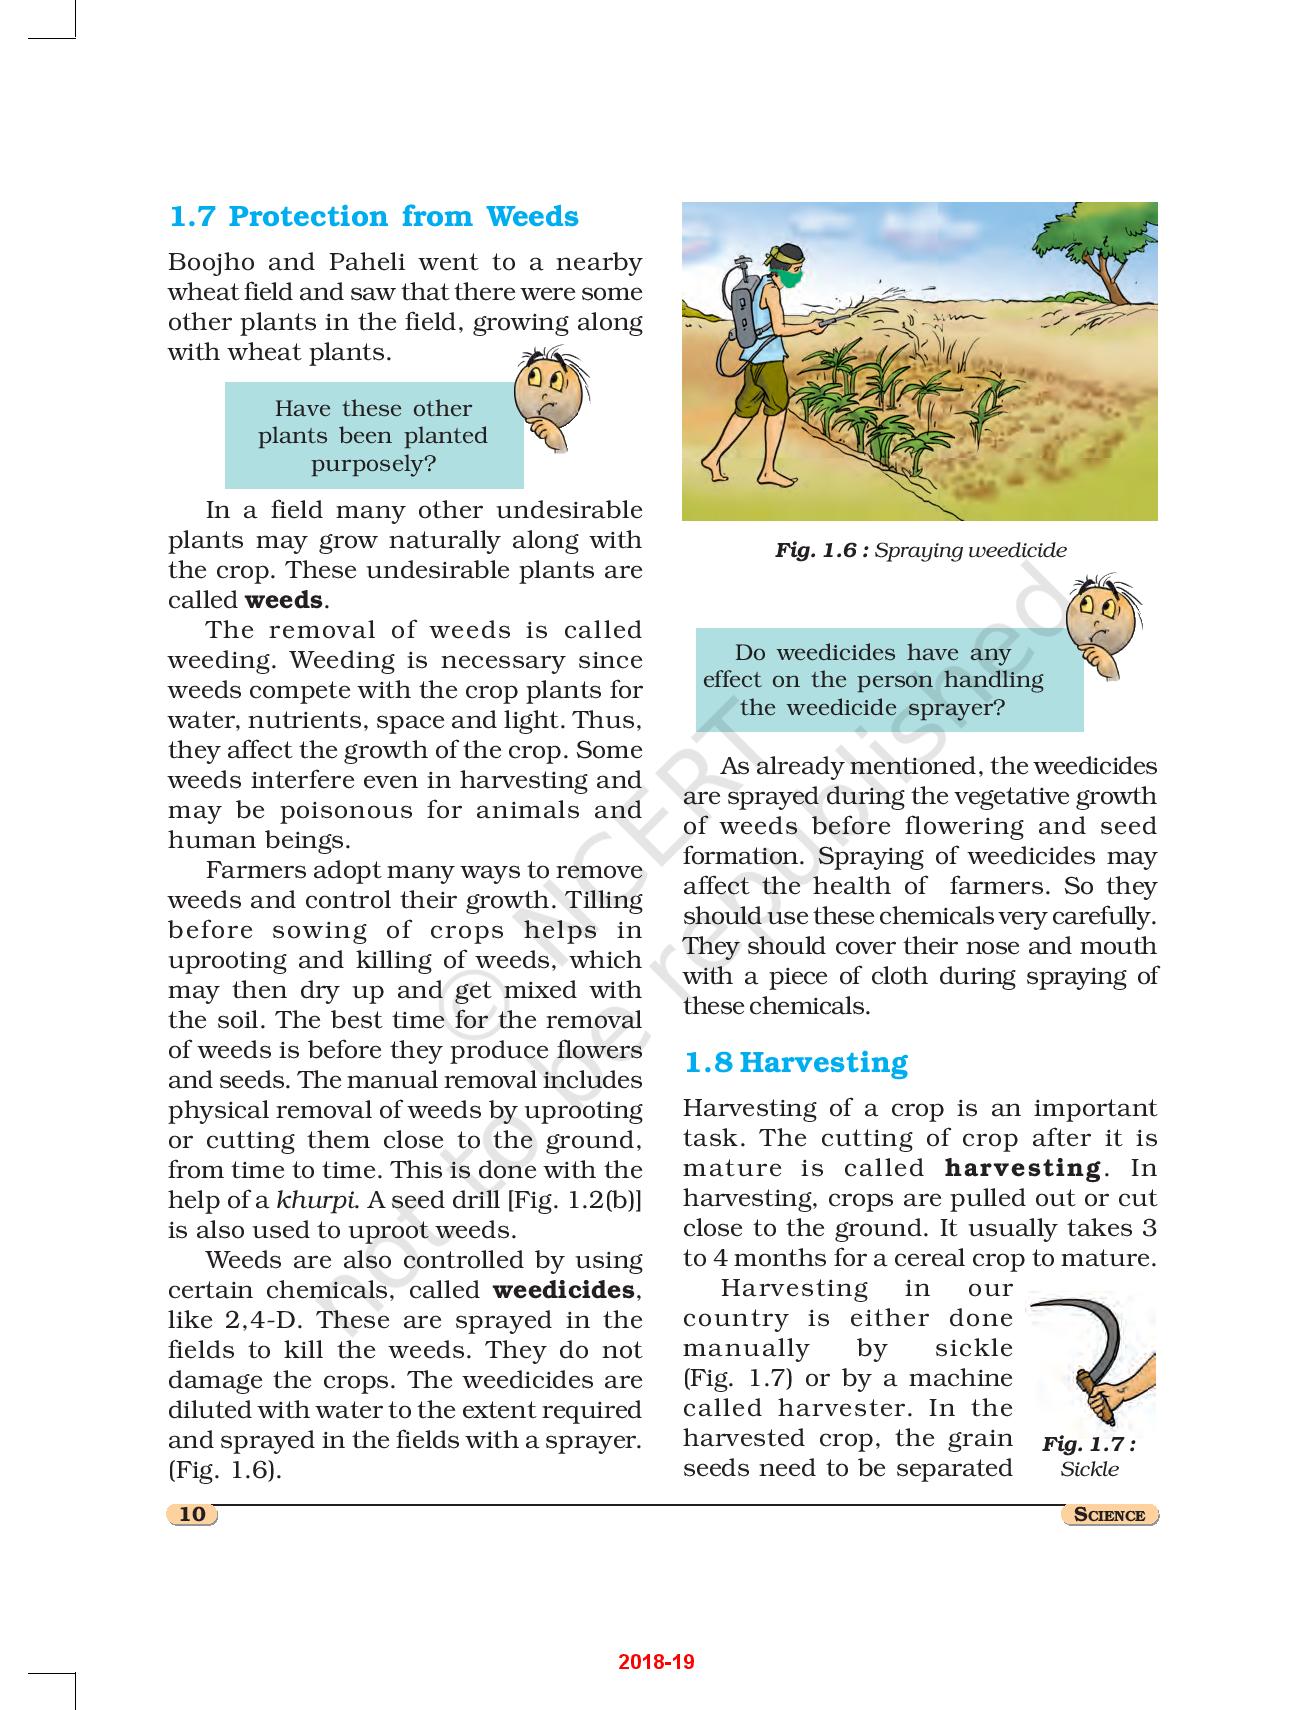 1.7 Protection from Weeds
Boojho and Paheli went to a nearby
wheat field and saw that there were some
other plants in the field, growing along
with wheat plants.
Have these other
plants been planted
purposely?
In a field many other undesirable
plants may grow naturally along with
the crop. These undesirable plants are
called weeds.
The removal of weeds is called
weeding. Weeding is necessary since
weeds compete with the crop plants for
water, nutrients, space and light. Thus,
they affect the growth of the crop. Some
weeds interfere even in harvesting and
may be poisonous for animals and
human beings.
Farmers adopt many ways to remove
weeds and control their growth. Tilling
before sowing of crops helps in
uprooting and killing of weeds, which
may then dry up and get mixed with
the soil. The best time for the removal
of weeds is before they produce flowers
and seeds. The manual removal includes
physical removal of weeds by uprooting
or cutting them close to the ground,
from time to time. This is done with the
help of a khurpi. A seed drill [Fig. 1.2(b)]
is also used to uproot weeds.
Weeds are also controlled by using
certain chemicals, called weedicides,
like 2,4-D. These are sprayed in the
fields to kill the weeds. They do not
damage the crops. The weedicides are
diluted with water to the extent required
and sprayed in the fields with a sprayer.
(Fig. 1.6).
Fig. 1.6 : Spraying weedicide
Do weedicides have any
effect on the person handling
the weedicide sprayer?
As already mentioned, the weedicides
are sprayed during the vegetative growth
of weeds before flowering and seed
formation. Spraying of weedicides may
affect the health of farmers. So they
should use these chemicals very carefully.
They should cover their nose and mouth
with a piece of cloth during spraying of
these chemicals.
1.8 Harvesting
Harvesting of a crop is an important
task. The cutting of crop after it is
mature is called harvesting. In
harvesting, crops are pulled out or cut
close to the ground. It usually takes 3
to 4 months for a cereal crop to mature.
Harvesting in our
country is either done
manually by sickle
(Fig. 1.7) or by a machine
called harvester. In the
harvested crop, the grain
seeds need to be separated
Fig. 1.7 :
Sickle
© NCERT
not to be republished
10
SCIENCE
2018-19